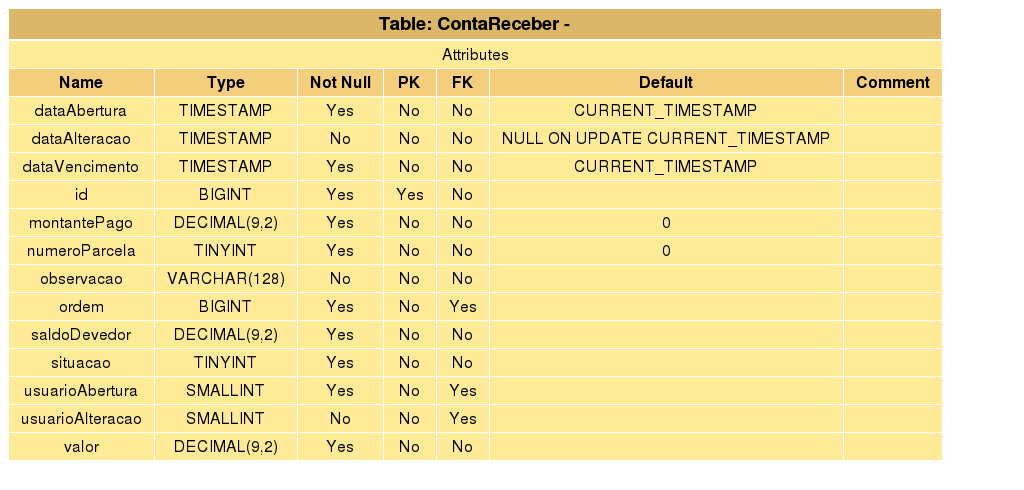 Table: ContaReceber -
Attributes
Name Type Not Null PK FK Default Comment
dataAbertura TIMESTAMP Yes No No CURRENT_TIMESTAMP
dataAlteracao TIMESTAMP No No No NULL ON UPDATE CURRENT_TIMESTAMP
dataVencimento TIMESTAMP Yes No No CURRENT_TIMESTAMP
id BIGINT Yes Yes No
montantePago DECIMAL(9,2) Yes No No 0
numeroParcela TINYINT Yes No No 0
observacao VARCHAR(128) No No No
ordem BIGINT Yes No Yes
saldoDevedor DECIMAL(9,2) Yes No No
situacao TINYINT Yes No No
usuarioAbertura SMALLINT Yes No Yes
usuarioAlteracao SMALLINT No No Yes
valor DECIMAL(9,2) Yes No No